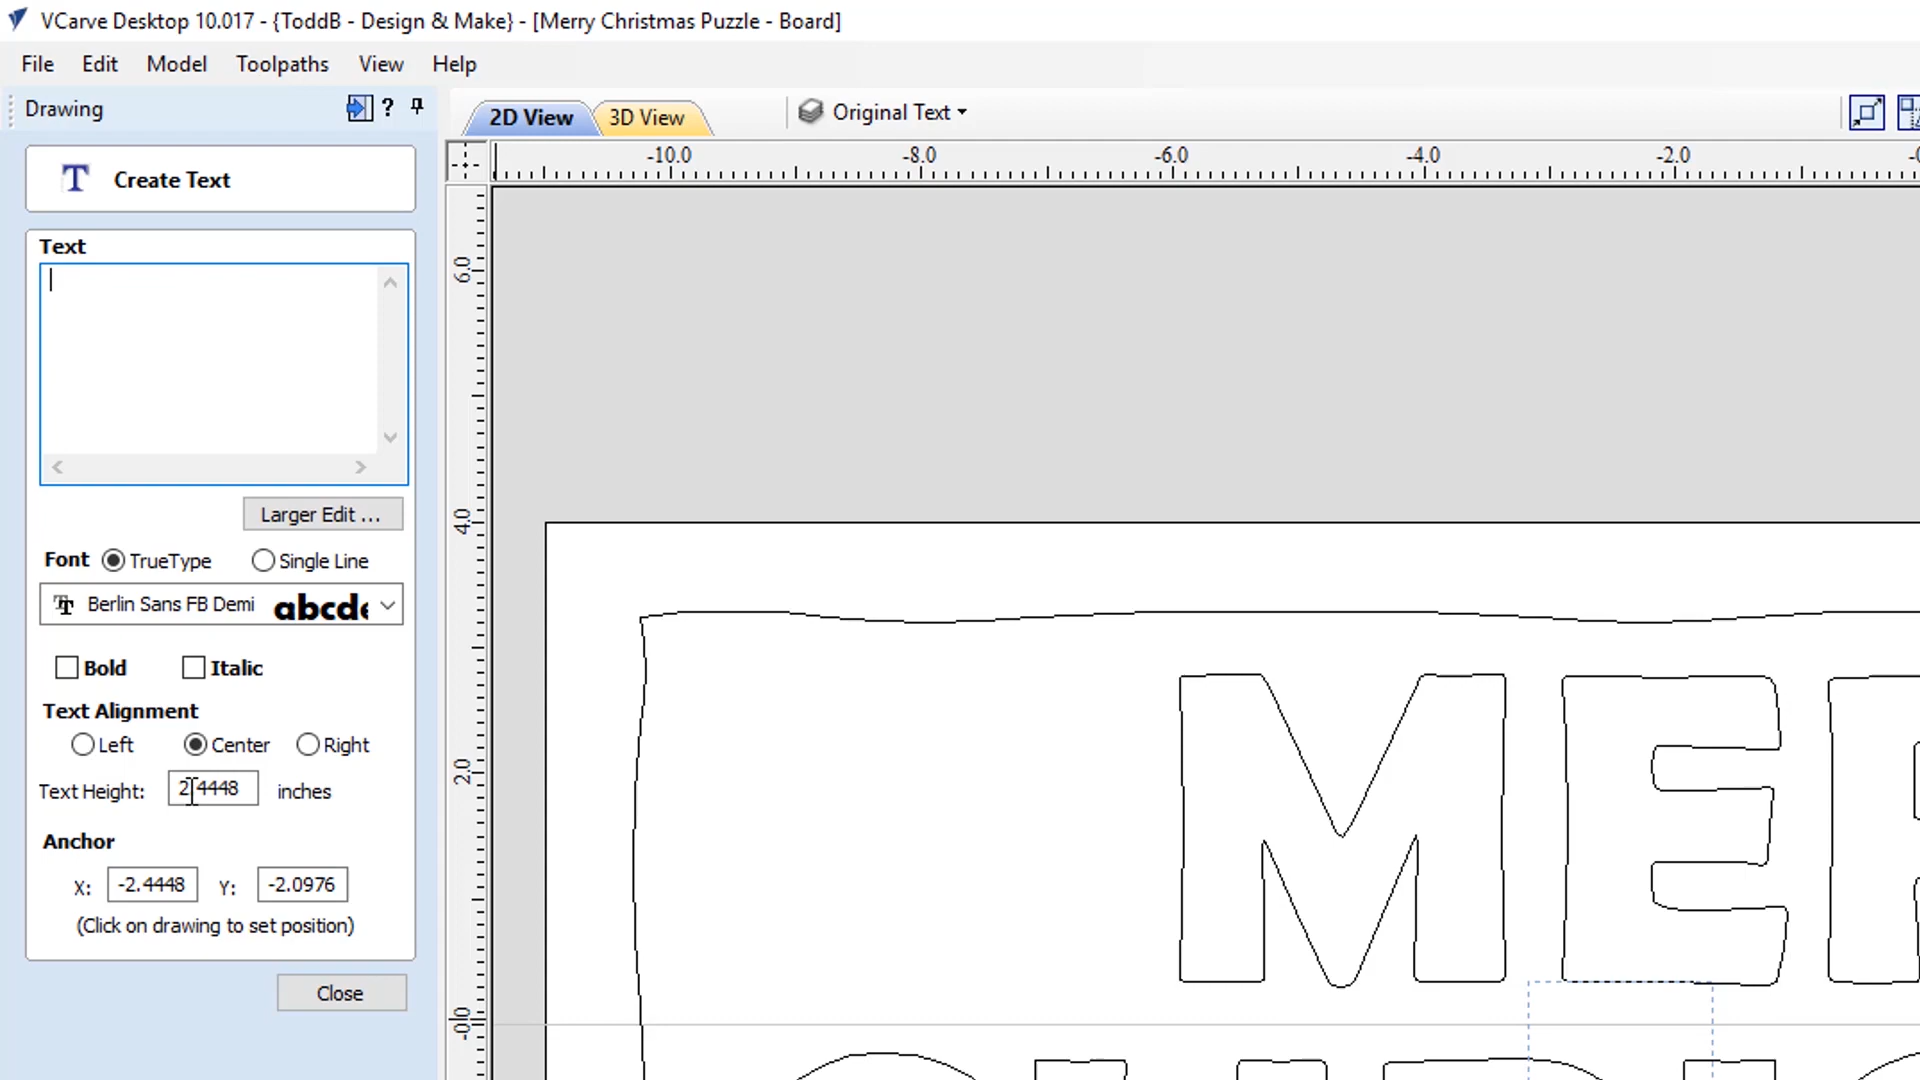 VCarve Desktop 10.017 - {ToddB - Design & Make} - [Merry Christmas Puzzle - Board]
File Edit Model Toolpaths View Help
Drawing ?
2D View 3D View Original Text
-10.0 -8.0 -6.0 -4.0 -2.0
T Create Text
Text
6.0
Larger Edit ...
4.0
Font TrueType Single Line
Berlin Sans FB Demi abcde
Bold Italic
Text Alignment
Left Center Right
2.0
Text Height: 2.4448 inches
MER
Anchor
X: -2.4448 Y: -2.0976
(Click on drawing to set position)
Close